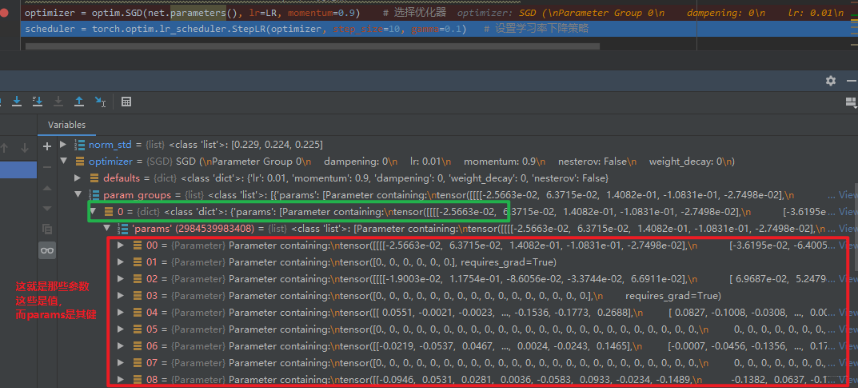 optimizer = optim.SGD(net.parameters(), lr=LR, momentum=0.9) # 选择优化器 optimizer: SGD (\nParameter Group 0\n dampening: 0\n lr: 0.01\n
scheduler = torch.optim.lr_scheduler.StepLR(optimizer, step_size=10, gamma=0.1) # 设置学习率下降策略
Variables
norm_std = {list} <class 'list'>: [0.229, 0.224, 0.225]
optimizer = {SGD} SGD (\nParameter Group 0\n dampening: 0\n lr: 0.01\n momentum: 0.9\n nesterov: False\n weight_decay: 0\n)
defaults = {dict} <class 'dict'>: {'lr': 0.01, 'momentum': 0.9, 'dampening': 0, 'weight_decay': 0, 'nesterov': False}
param_groups = {list} <class 'list'>: [{'params': [Parameter containing:\ntensor([[[[-2.5663e-02, 6.3715e-02, 1.4082e-01, -1.0831e-01, -2.7498e-02],\n ... View
0 = {dict} <class 'dict'>: {'params': [Parameter containing:\ntensor([[[[-2.5663e-02, 6.3715e-02, 1.4082e-01, -1.0831e-01, -2.7498e-02],\n [-3.6195e ... View
'params' (2984539983408) = {list} <class 'list'>: [Parameter containing:\ntensor([[[[-2.5663e-02, 6.3715e-02, 1.4082e-01, -1.0831e-01, -2.7498e-02],\n ... View
00 = {Parameter} Parameter containing:\ntensor([[[[-2.5663e-02, 6.3715e-02, 1.4082e-01, -1.0831e-01, -2.7498e-02],\n [-3.6195e-02, -6.4005
01 = {Parameter} Parameter containing:\ntensor([0., 0., 0., 0., 0., 0.], requires_grad=True)
这就是那些参数
这些是值,
而params是其键
02 = {Parameter} Parameter containing:\ntensor([[[[-1.9003e-02, 1.1754e-01, -8.6056e-02, -3.3744e-02, 6.6911e-02],\n [ 6.9687e-02, 5.2479
03 = {Parameter} Parameter containing:\ntensor([0., 0., 0., 0., 0., 0., 0., 0., 0., 0., 0., 0., 0., 0., 0., 0.],\n requires_grad=True)
04 = {Parameter} Parameter containing:\ntensor([[ 0.0551, -0.0021, -0.0023, ..., -0.1536, -0.1773, 0.2688],\n [ 0.0827, -0.1008, -0.0308, ..., 0.00
05 = {Parameter} Parameter containing:\ntensor([0., 0., 0., 0., 0., 0., 0., 0., 0., 0., 0., 0., 0., 0., 0., 0., 0., 0.,\n 0., 0., 0., 0., 0., 0., 0., 0.,
06 = {Parameter} Parameter containing:\ntensor([[-0.0219, -0.0537, 0.0467, ..., 0.0024, -0.0243, 0.1465],\n [-0.0007, -0.0456, -0.1356, ..., 0.17
07 = {Parameter} Parameter containing:\ntensor([0., 0., 0., 0., 0., 0., 0., 0., 0., 0., 0., 0., 0., 0., 0., 0., 0., 0.,\n 0., 0., 0., 0., 0., 0., 0., 0.,
08 = {Parameter} Parameter containing:\ntensor([[-0.0946, 0.0531, 0.0281, 0.0036, -0.0583, 0.0933, -0.0234, -0.1489,\n 0.1382, 0.0637, -0.1